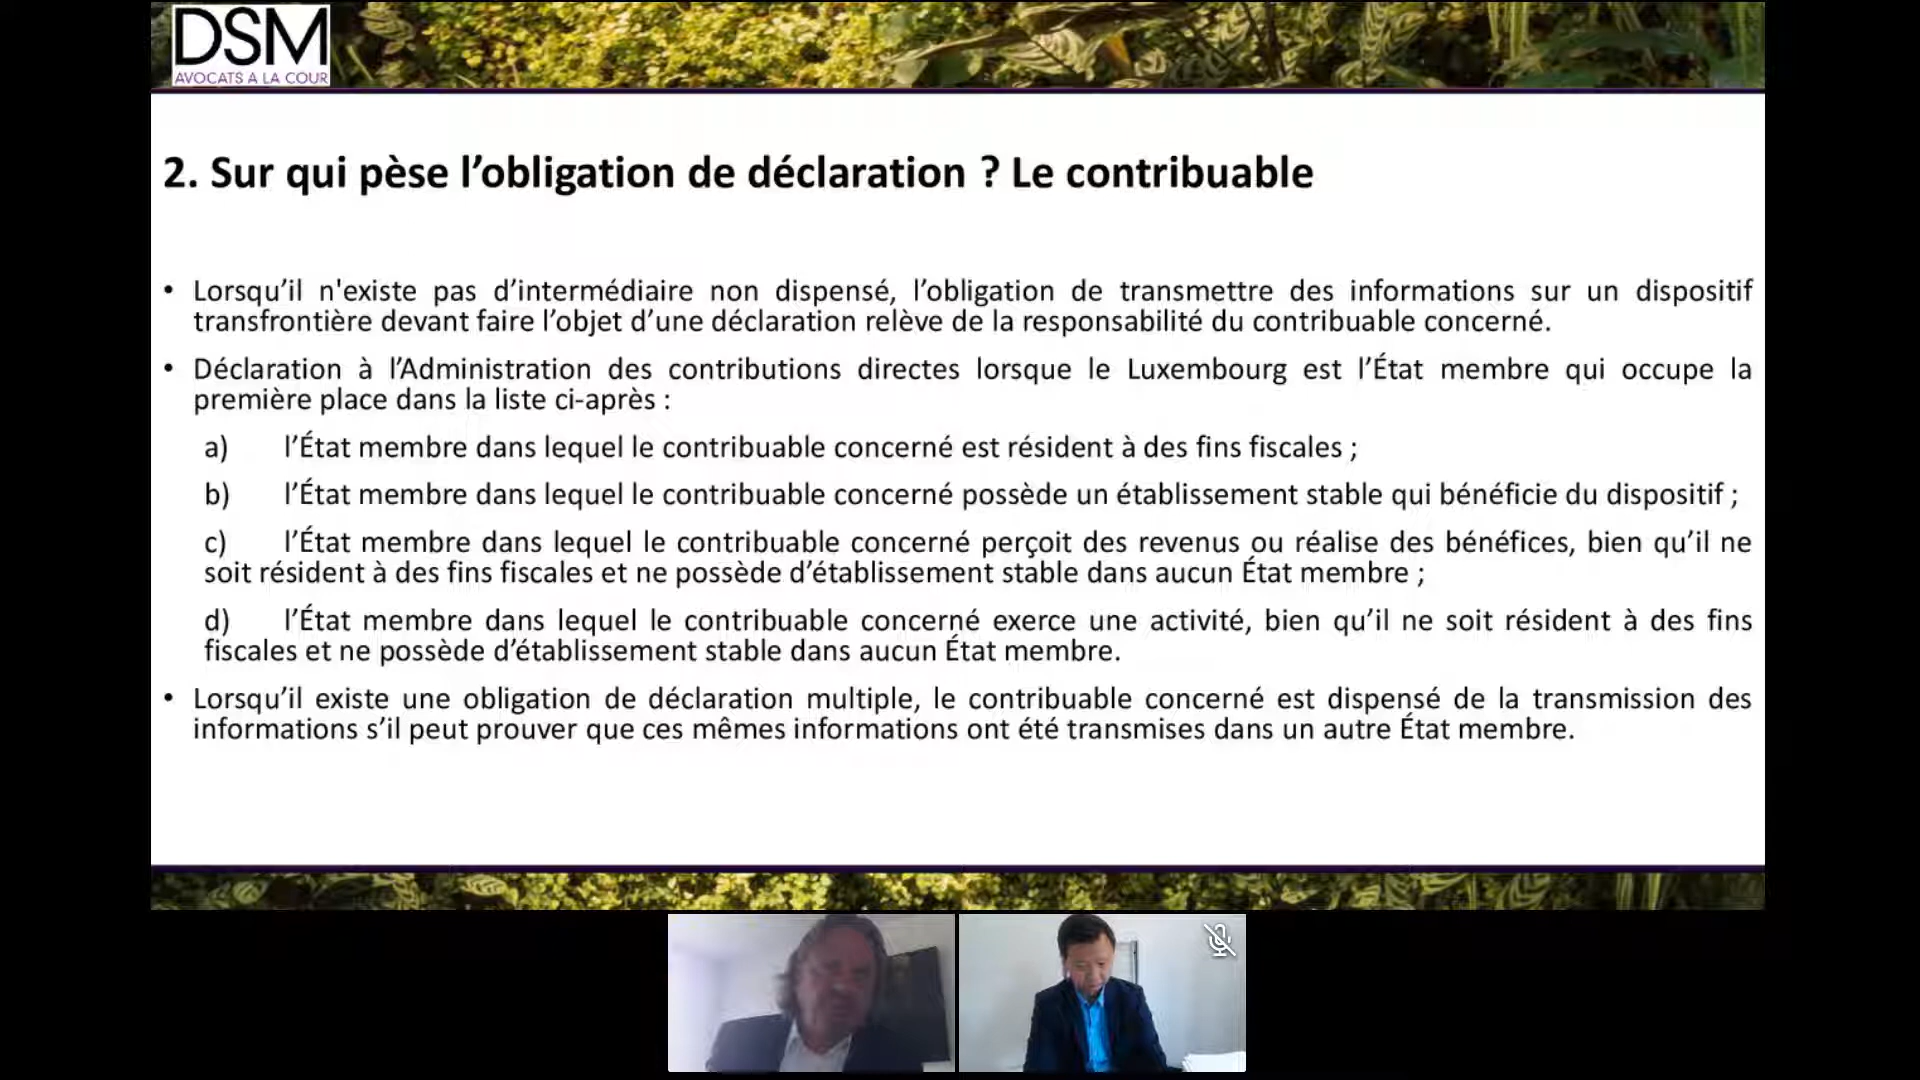 DSM
AVOCATS A LA COUR
2. Sur qui pèse l’obligation de déclaration ? Le contribuable
• Lorsqu’il n'existe pas d’intermédiaire non dispensé, l’obligation de transmettre des informations sur un dispositif
transfrontière devant faire l’objet d’une déclaration relève de la responsabilité du contribuable concerné.
• Déclaration à l’Administration des contributions directes lorsque le Luxembourg est l’État membre qui occupe la
première place dans la liste ci-après :
a) l’État membre dans lequel le contribuable concerné est résident à des fins fiscales ;
b) l’État membre dans lequel le contribuable concerné possède un établissement stable qui bénéficie du dispositif ;
c) l’État membre dans lequel le contribuable concerné perçoit des revenus ou réalise des bénéfices, bien qu’il ne
soit résident à des fins fiscales et ne possède d’établissement stable dans aucun État membre ;
d) l’État membre dans lequel le contribuable concerné exerce une activité, bien qu’il ne soit résident à des fins
fiscales et ne possède d’établissement stable dans aucun État membre.
• Lorsqu’il existe une obligation de déclaration multiple, le contribuable concerné est dispensé de la transmission des
informations s’il peut prouver que ces mêmes informations ont été transmises dans un autre État membre.